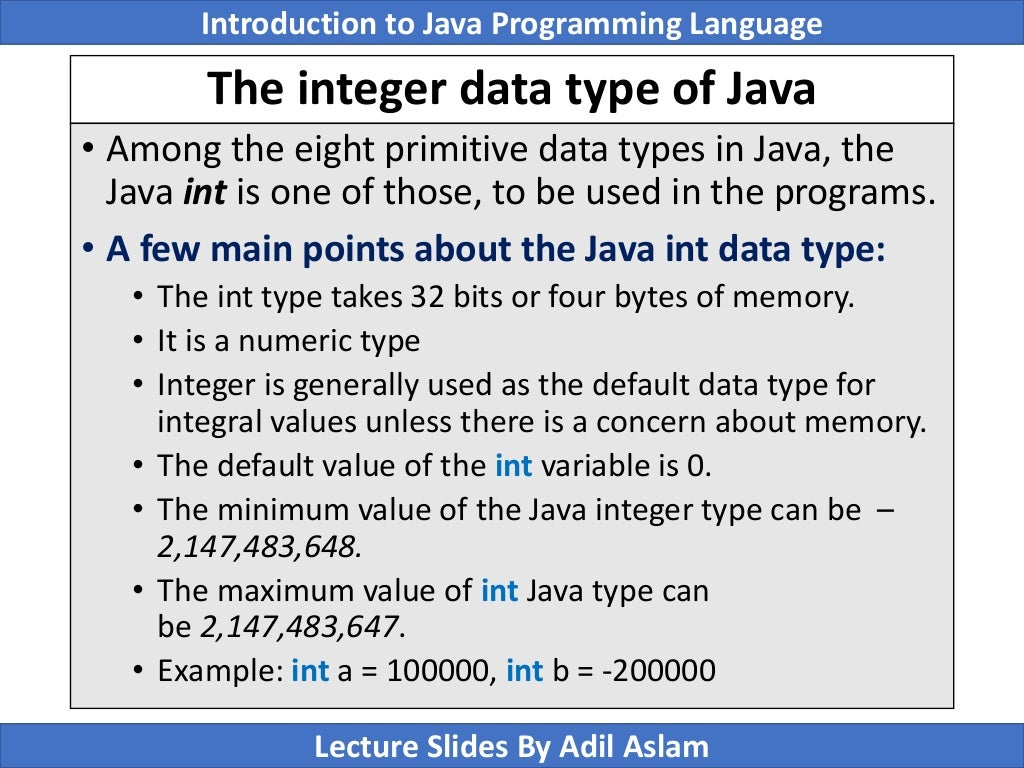 Introduction to Java Programming Language
The integer data type of Java
• Among the eight primitive data types in Java, the
Java int is one of those, to be used in the programs.
• A few main points about the Java int data type:
• The int type takes 32 bits or four bytes of memory.
• It is a numeric type
• Integer is generally used as the default data type for
integral values unless there is a concern about memory.
• The default value of the int variable is 0.
• The minimum value of the Java integer type can be –
2,147,483,648.
• The maximum value of int Java type can
be 2,147,483,647.
• Example: int a = 100000, int b = -200000
Lecture Slides By Adil Aslam